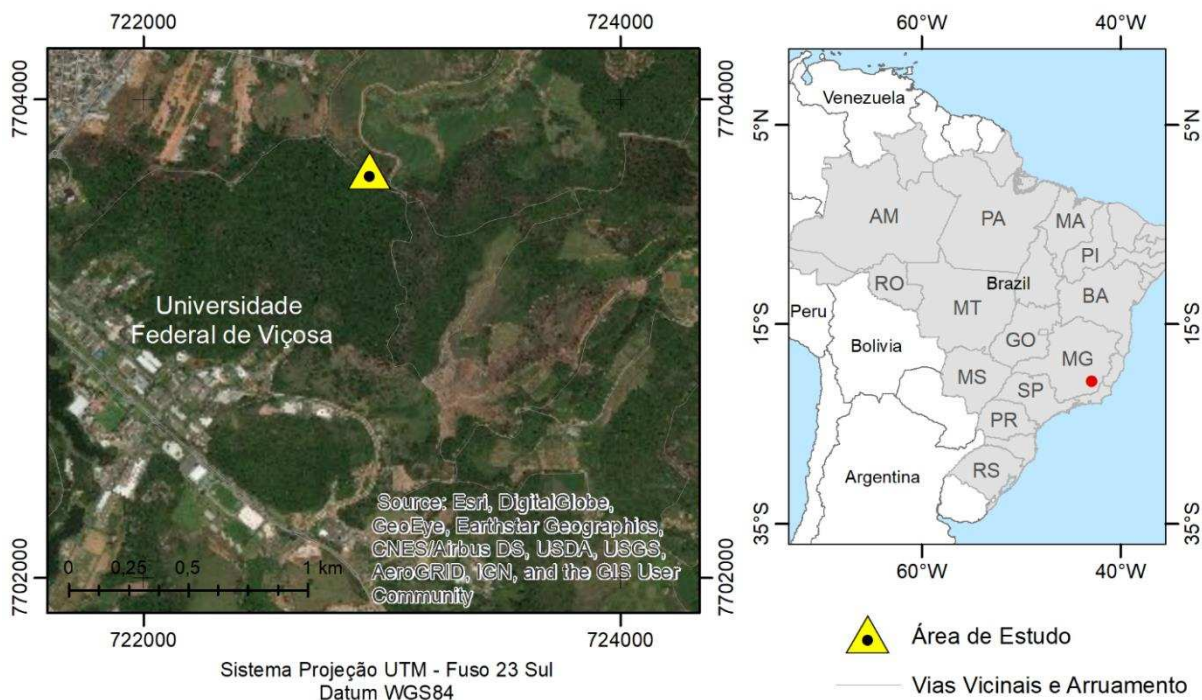 722000
724000
7704000
7704000
Universidade
Federal de Viçosa
Source: Esri, DigitalGlobe,
GeoEye, Earthstar Geographics,
CNES/Airbus DS, USDA, USGS,
AeroGRID, IGN, and the GIS User
Community
0 0,25 0,5 1 km
7702000
7702000
722000
724000
Sistema Projeção UTM - Fuso 23 Sul
Datum WGS84
60°W
40°W
5°N
5°N
15°S
15°S
35°S
35°S
Venezuela
AM
PA
MA
PI
RO
Brazil
BA
MT
Peru
GO
Bolivia
MG
MS
SP
PR
Argentina
RS
60°W
40°W
Área de Estudo
Vias Vicinais e Arruamento